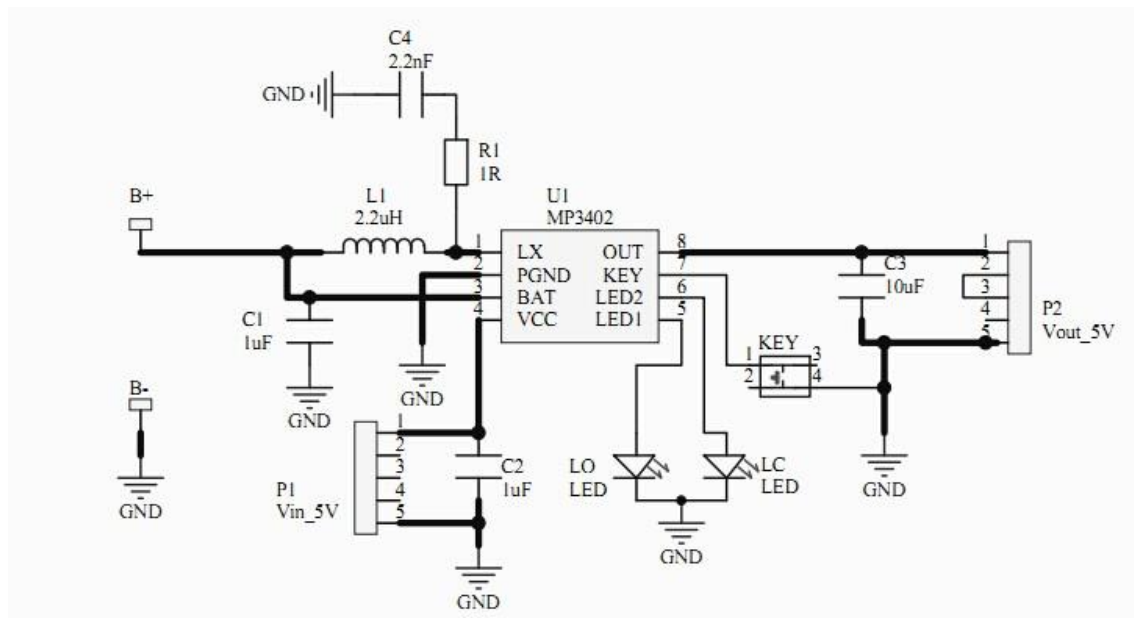 C4
2.2nF
GND
R1
1R
B+
L1
2.2uH
U1
MP3402
1 LX OUT 8
2 PGND KEY 7
3 BAT LED2 6
4 VCC LED1 5
C1
1uF
GND
GND
C3
10uF
1
2
3
4
5
P2
Vout_5V
KEY
1 3
2 4
B-
GND
P1
Vin_5V
1
2
3
4
5
C2
1uF
GND
LO
LED
LC
LED
GND
GND